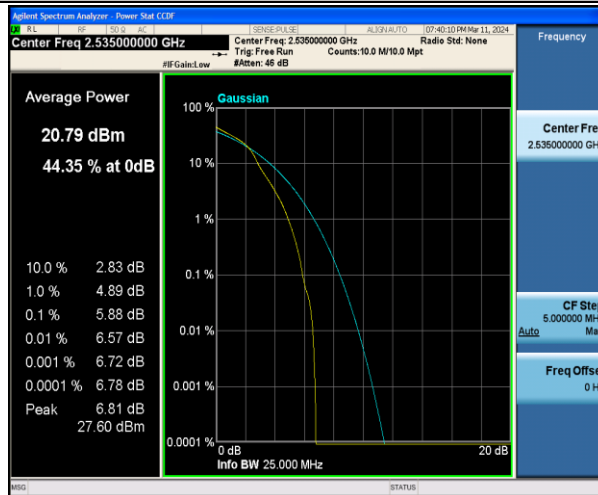 Agilent Spectrum Analyzer - Power Stat CCDF
RL RF 50 Ω AC SENSE:PULSE ALIGN AUTO 07:40:10 PM Mar 11, 2024
Center Freq 2.535000000 GHz
Center Freq: 2.535000000 GHz Radio Std: None
Trig: Free Run Counts:10.0 M/10.0 Mpt
#IFGain:Low #Atten: 46 dB
Frequency
Average Power
20.79 dBm
44.35 % at 0dB
10.0 % 2.83 dB
1.0 % 4.89 dB
0.1 % 5.88 dB
0.01 % 6.57 dB
0.001 % 6.72 dB
0.0001 % 6.78 dB
Peak 6.81 dB
27.60 dBm
Gaussian
100 %
10 %
1 %
0.1 %
0.01 %
0.001 %
0.0001 %
0 dB 20 dB
Info BW 25.000 MHz
Center Fre
2.535000000 GH
CF Ste
5.000000 MH
Auto Ma
Freq Offse
0 H
MSG STATUS